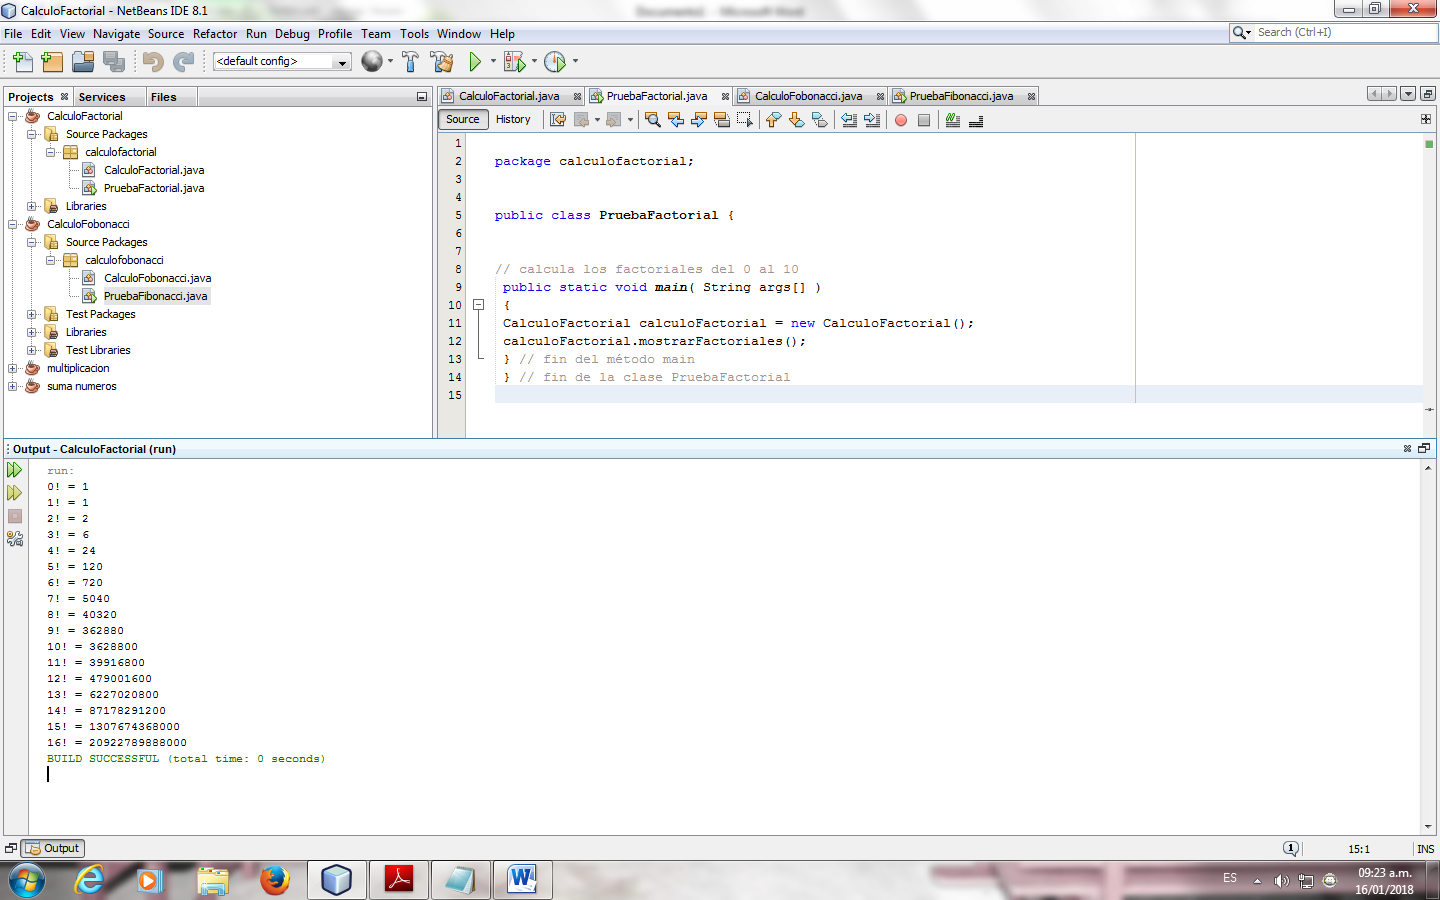 CalculoFactorial - NetBeans IDE 8.1
Documento1 - Microsoft Word
File Edit View Navigate Source Refactor Run Debug Profile Team Tools Window Help
Search (Ctrl+I)
<default config>
Projects Services Files
CalculoFactorial
Source Packages
calculofactorial
CalculoFactorial.java
PruebaFactorial.java
Libraries
CalculoFobonacci
Source Packages
calculofobonacci
CalculoFobonacci.java
PruebaFibonacci.java
Test Packages
Libraries
Test Libraries
multiplicacion
suma numeros
CalculoFactorial.java PruebaFactorial.java CalculoFobonacci.java PruebaFibonacci.java
Source History
1
2 package calculofactorial;
3
4
5 public class PruebaFactorial {
6
7
8 // calcula los factoriales del 0 al 10
9 public static void main( String args[] )
10 {
11 CalculoFactorial calculoFactorial = new CalculoFactorial();
12 calculoFactorial.mostrarFactoriales();
13 } // fin del método main
14 } // fin de la clase PruebaFactorial
15
Output - CalculoFactorial (run)
run:
0! = 1
1! = 1
2! = 2
3! = 6
4! = 24
5! = 120
6! = 720
7! = 5040
8! = 40320
9! = 362880
10! = 3628800
11! = 39916800
12! = 479001600
13! = 6227020800
14! = 87178291200
15! = 1307674368000
16! = 20922789888000
BUILD SUCCESSFUL (total time: 0 seconds)
Output
1
15:1
INS
ES
09:23 a.m.
16/01/2018